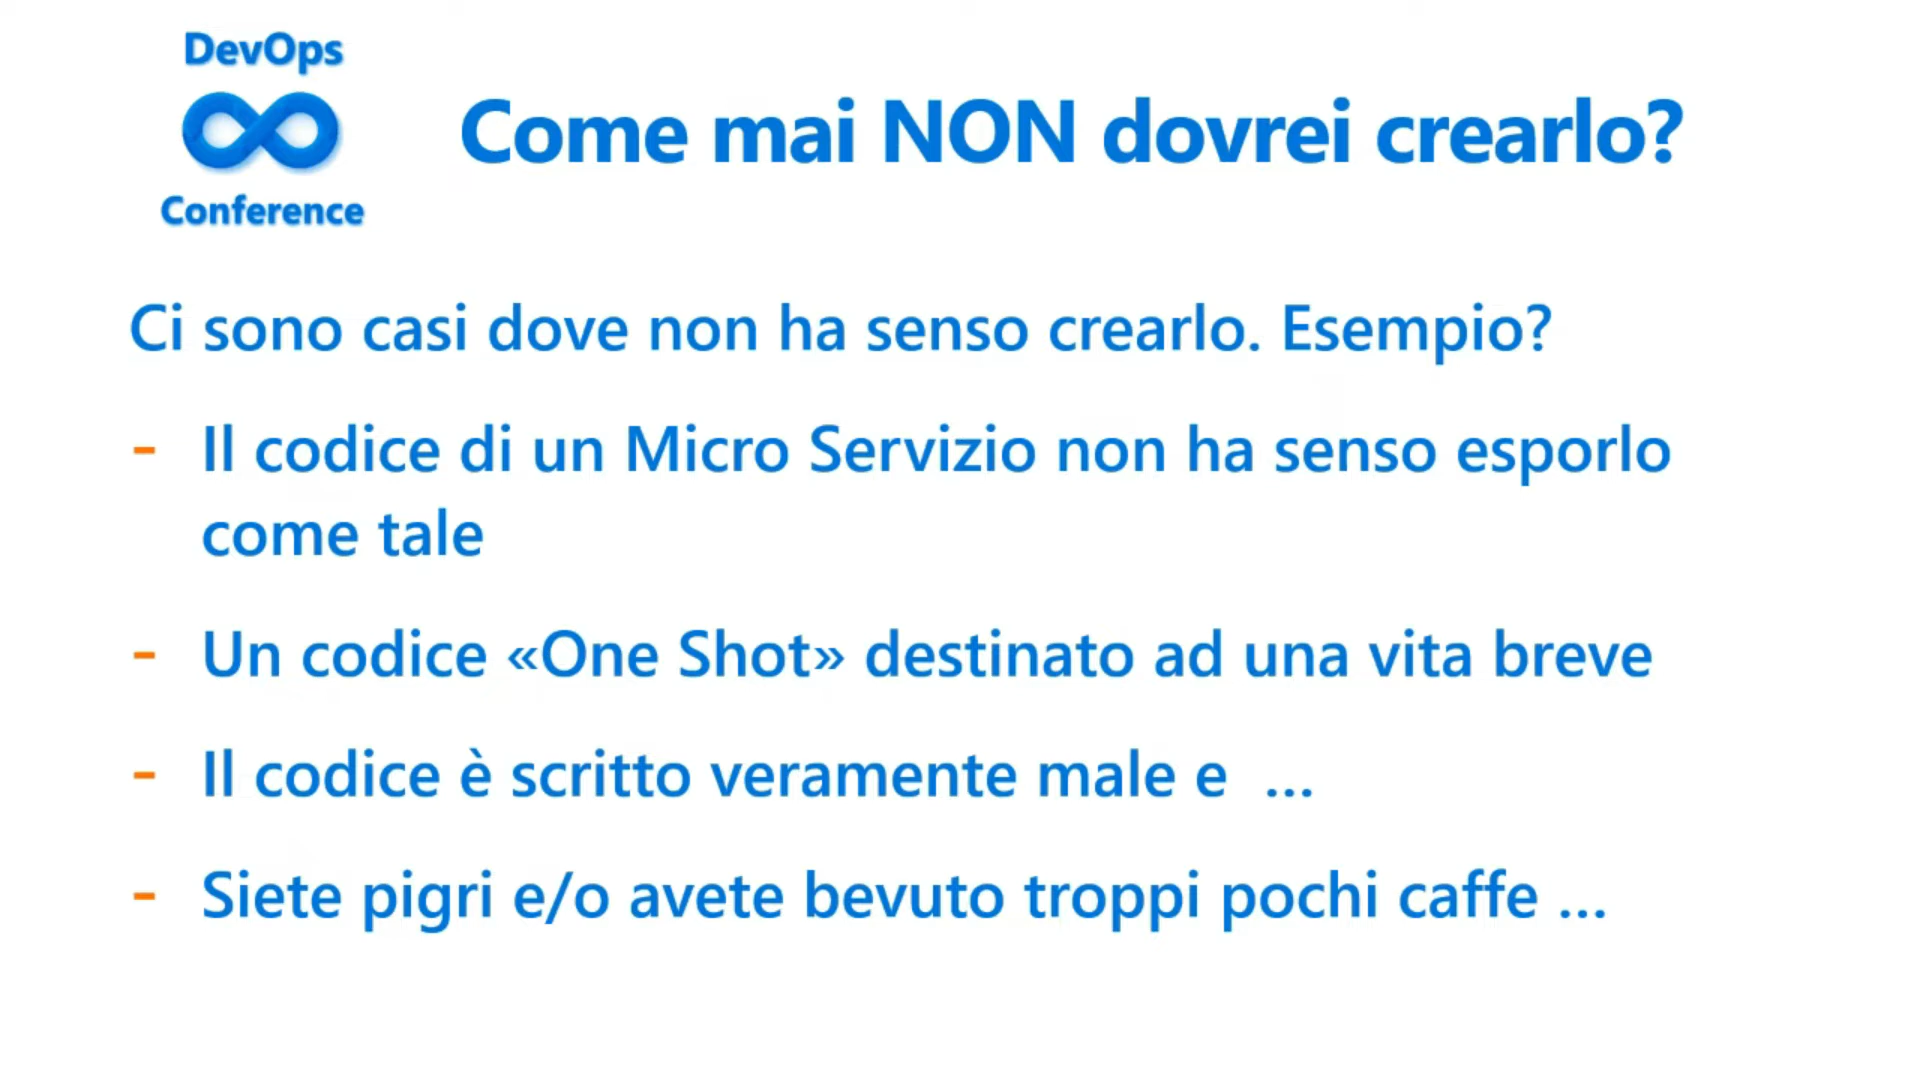 DevOps
Conference
Come mai NON dovrei crearlo?
Ci sono casi dove non ha senso crearlo. Esempio?
- Il codice di un Micro Servizio non ha senso esporlo
come tale
- Un codice «One Shot» destinato ad una vita breve
- Il codice è scritto veramente male e ...
- Siete pigri e/o avete bevuto troppi pochi caffe ...